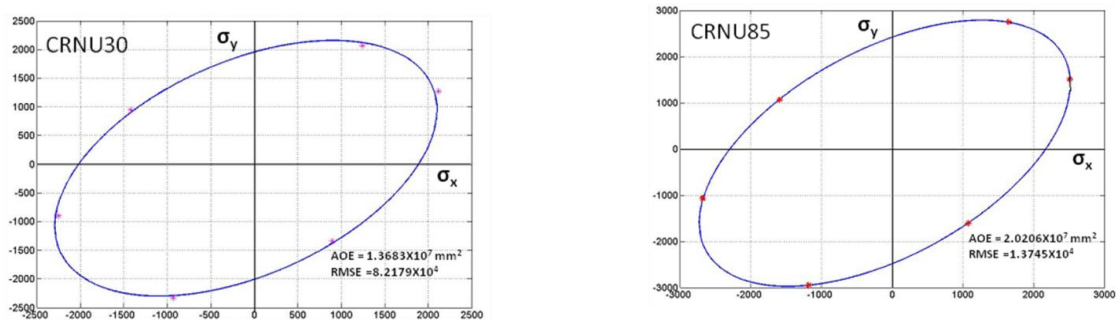 CRNU30
σy
σx
AOE = 1.3683X10⁷ mm²
RMSE =8.2179X10⁴
2500
2000
1500
1000
500
0
-500
-1000
-1500
-2000
-2500
-2500 -2000 -1500 -1000 -500 0 500 1000 1500 2000 2500
CRNU85
σy
σx
AOE = 2.0206X10⁷ mm²
RMSE =1.3745X10⁴
3000
2000
1000
0
-1000
-2000
-3000
-3000 -2000 -1000 0 1000 2000 3000